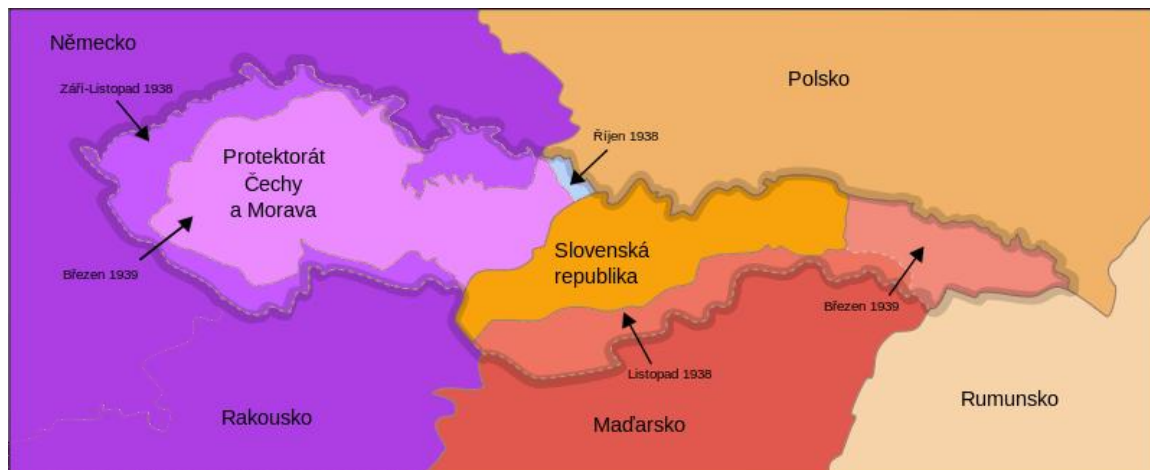 Německo
Září-Listopad 1938
Polsko
Říjen 1938
Protektorát
Čechy
a Morava
Slovenská
republika
Březen 1939
Březen 1939
Listopad 1938
Rumunsko
Rakousko
Maďarsko